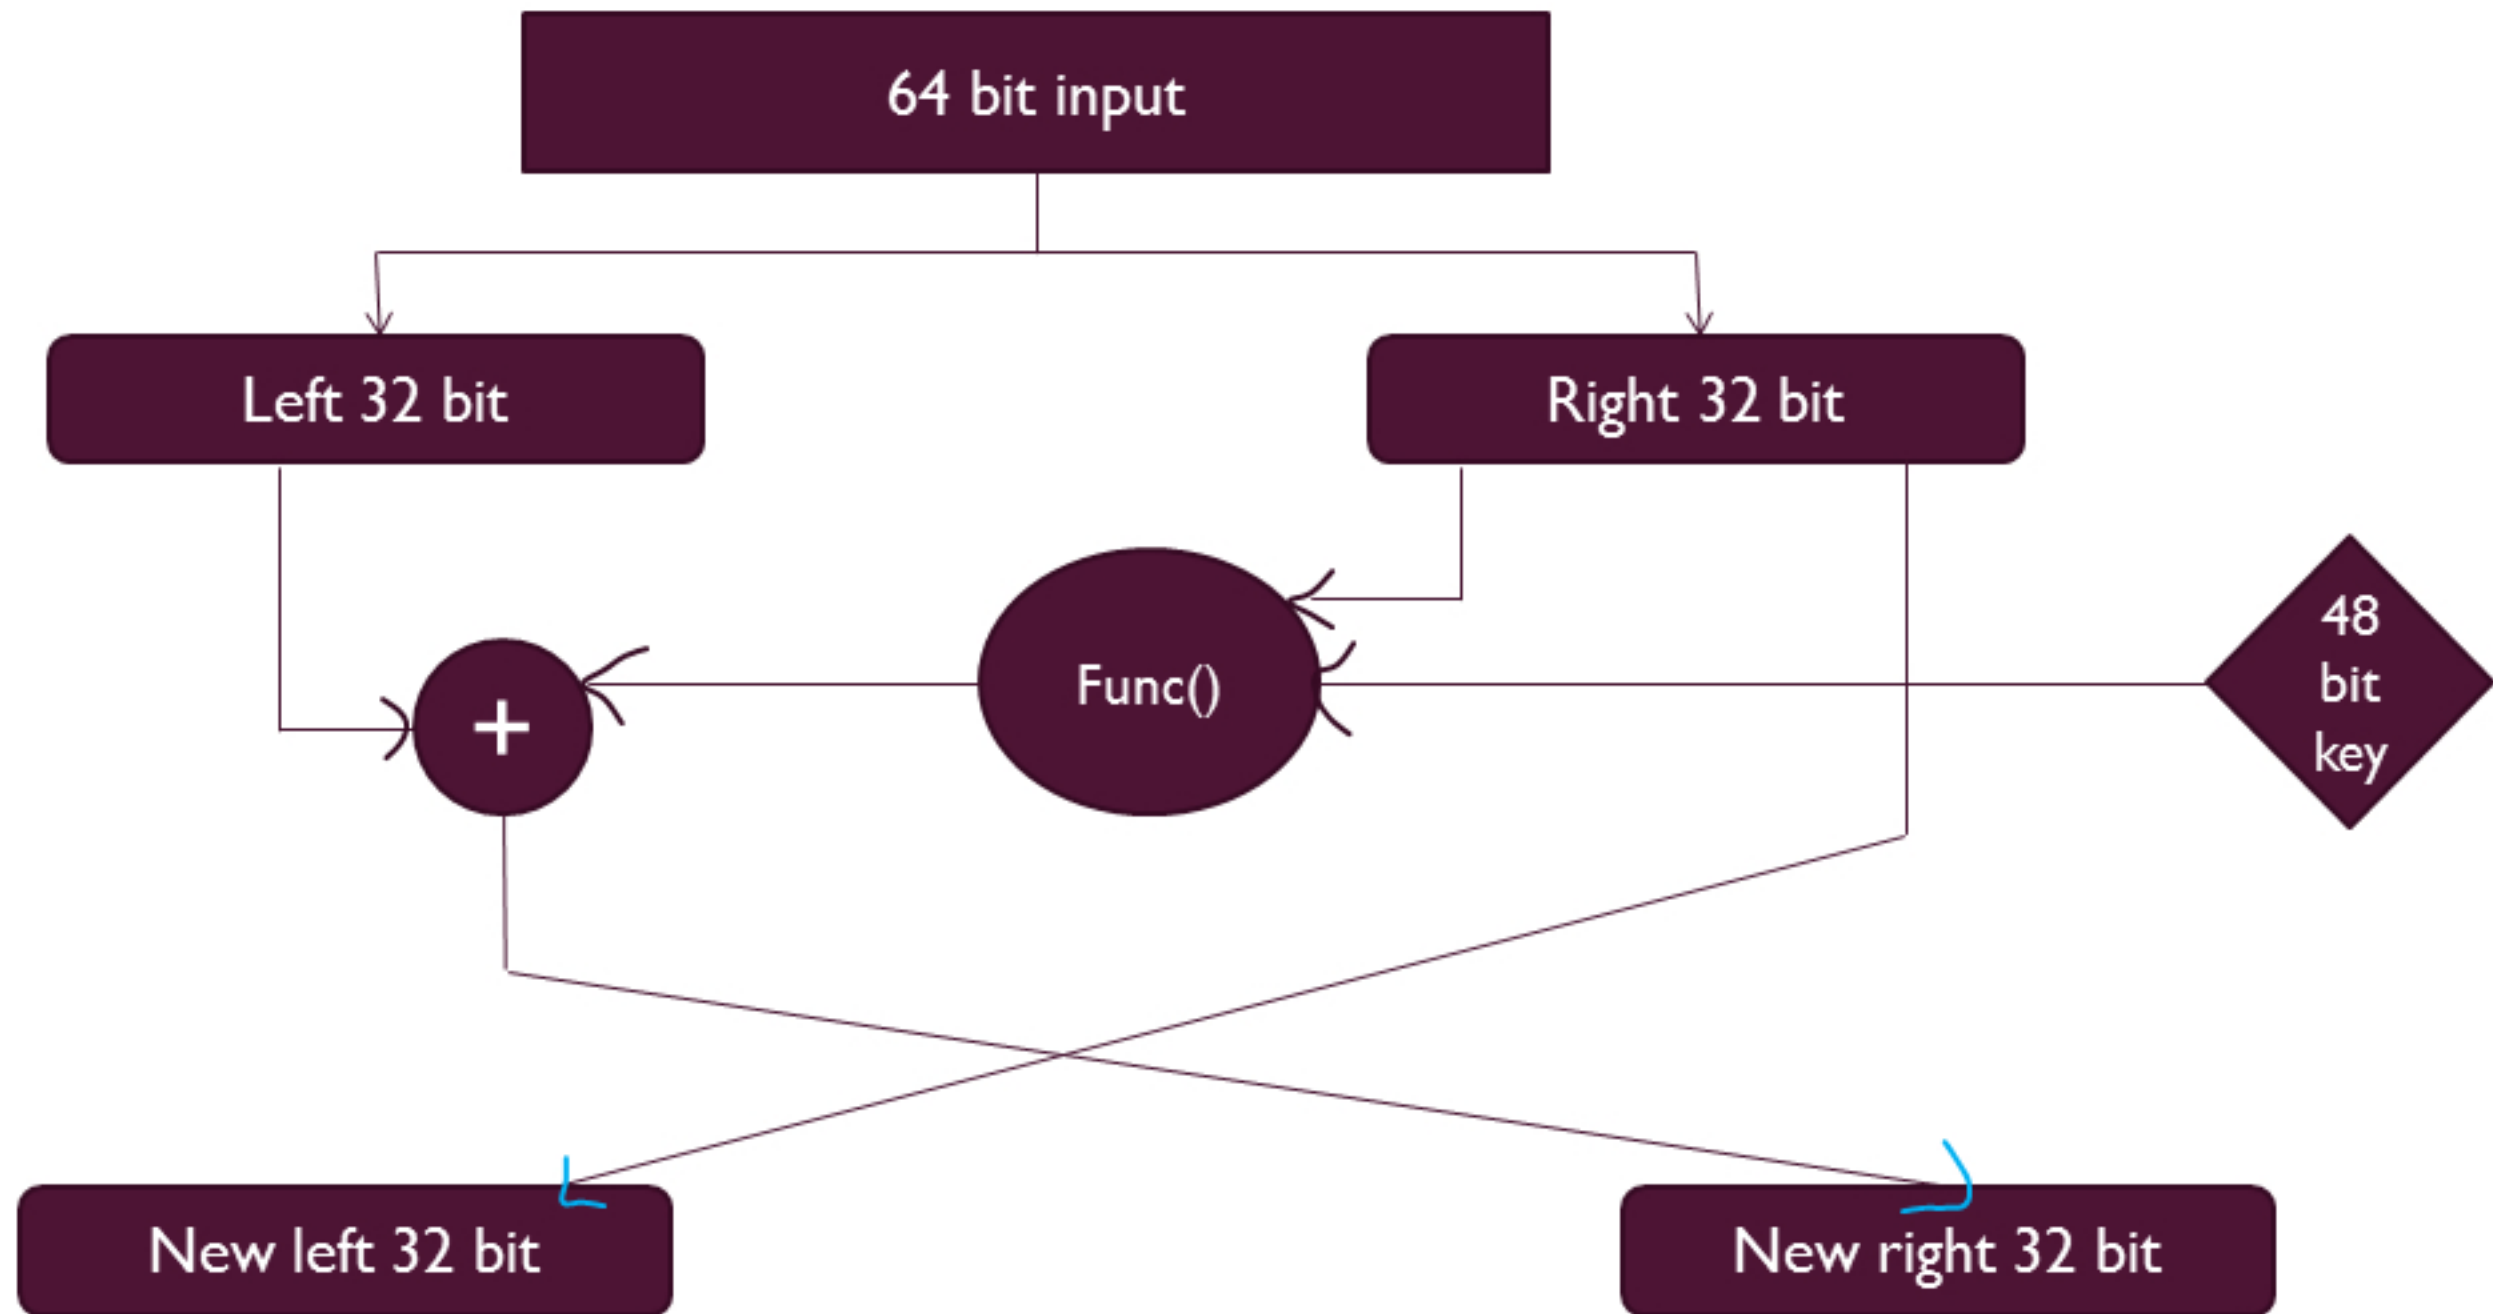 64 bit input
Left 32 bit
Right 32 bit
Func()
+
48
bit
key
New left 32 bit
New right 32 bit